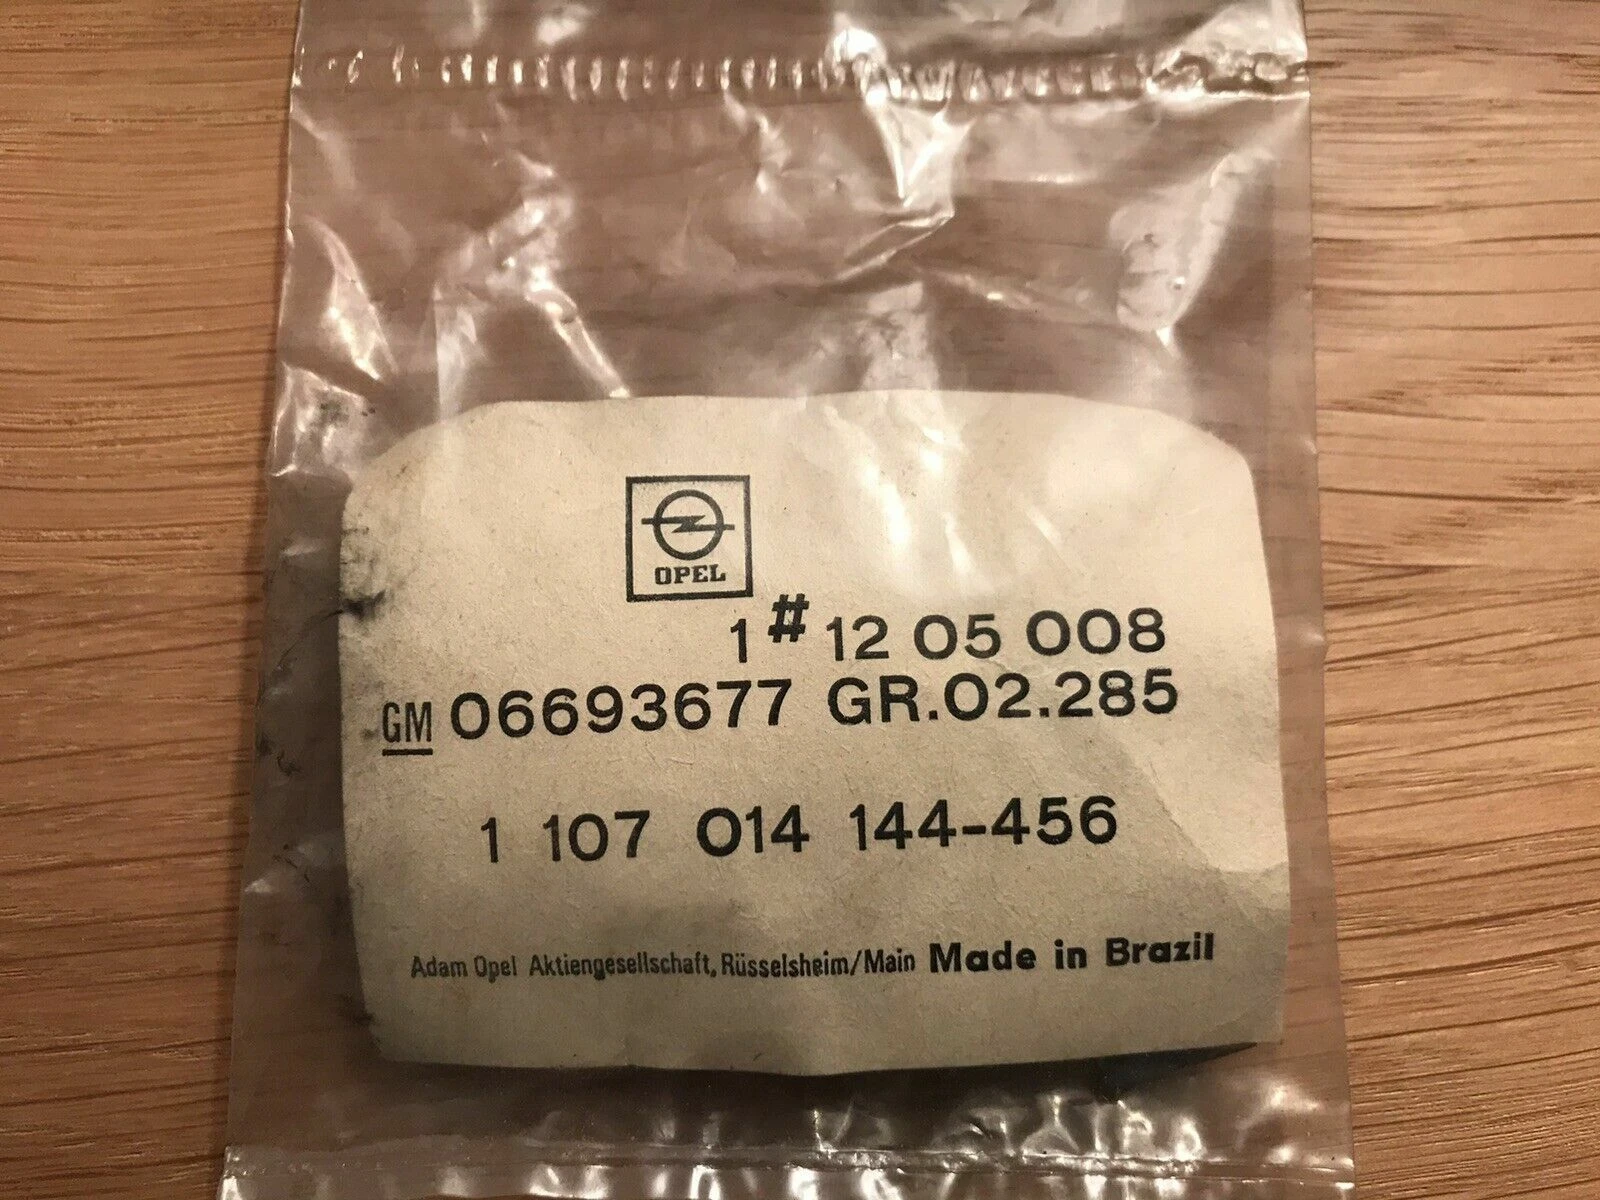 OPEL
1 # 12 05 008
GM 06693677 GR.02.285
1 107 014 144-456
Adam Opel Aktiengesellschaft, Rüsselsheim/Main Made in Brazil